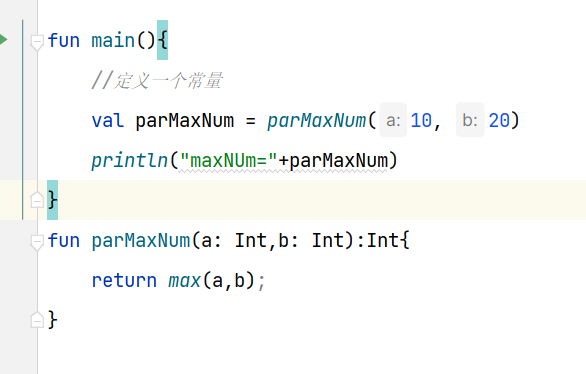 fun main(){
//定义一个常量
val parMaxNum = parMaxNum( a: 10, b: 20)
println("maxNUm="+parMaxNum)
}
fun parMaxNum(a: Int,b: Int):Int{
return max(a,b);
}